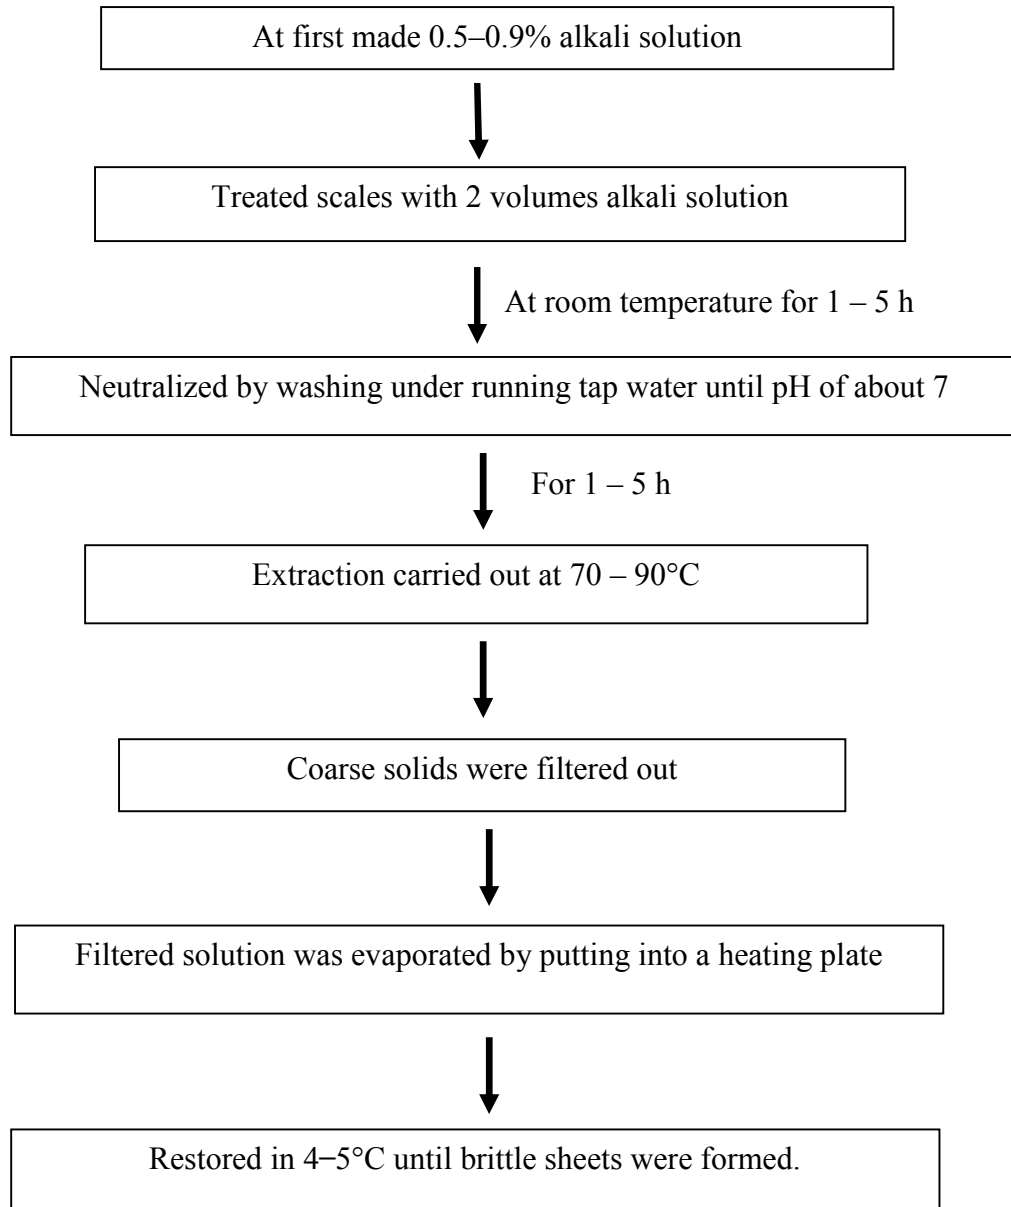 At first made 0.5–0.9% alkali solution
Treated scales with 2 volumes alkali solution
At room temperature for 1 – 5 h
Neutralized by washing under running tap water until pH of about 7
For 1 – 5 h
Extraction carried out at 70 – 90°C
Coarse solids were filtered out
Filtered solution was evaporated by putting into a heating plate
Restored in 4–5°C until brittle sheets were formed.